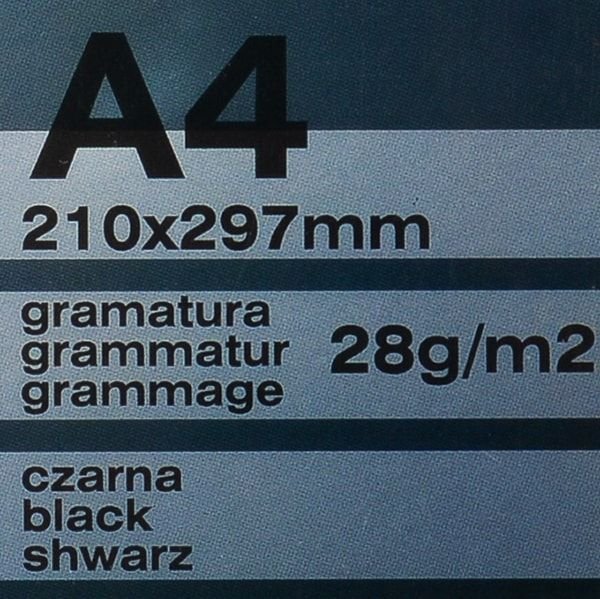 A4
210x297mm
gramatura
grammatur
grammage
28g/m2
czarna
black
shwarz